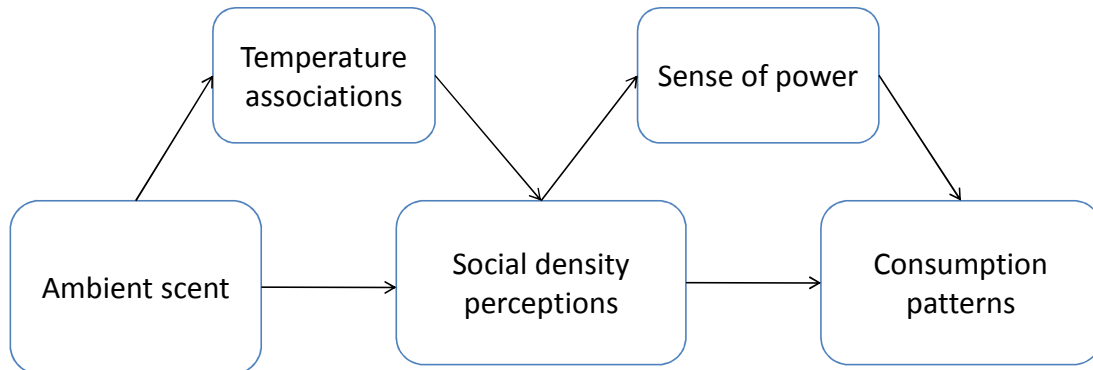 Temperature
associations
Sense of power
Ambient scent
Social density
perceptions
Consumption
patterns